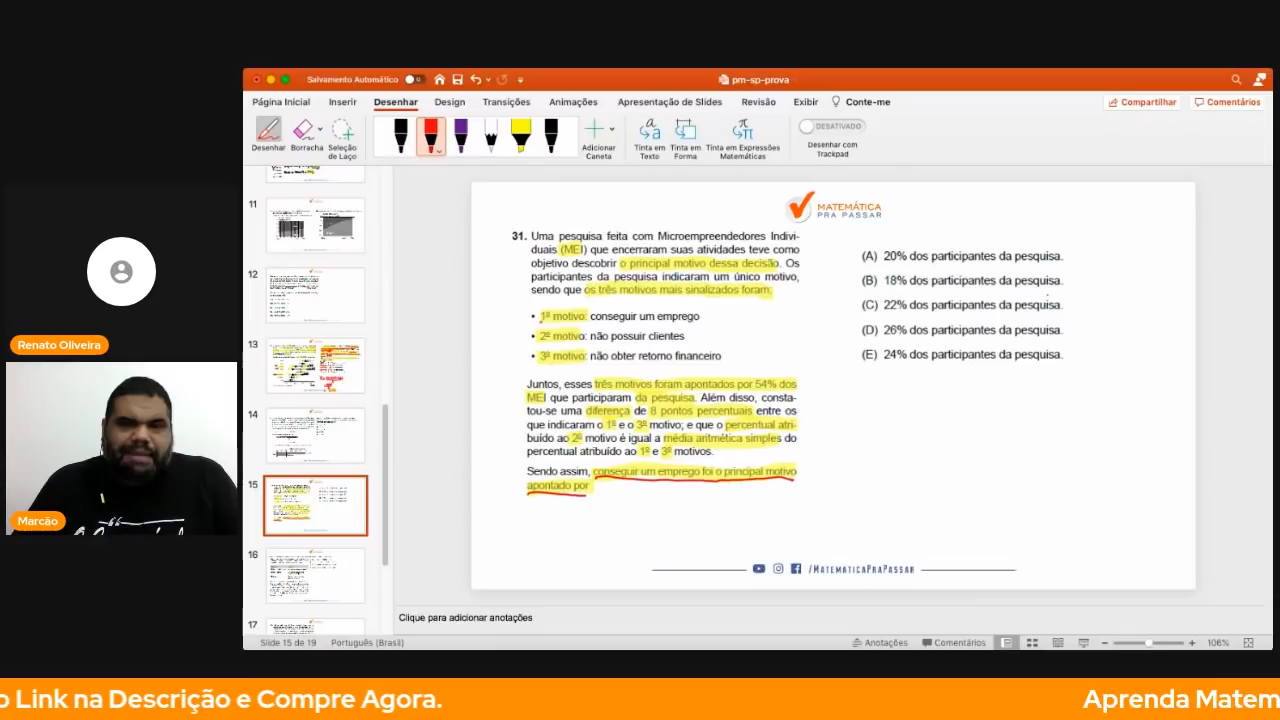 Salvamento Automático
pm-sp-prova
Página Inicial Inserir Desenhar Design Transições Animações Apresentação de Slides Revisão Exibir Conte-me Compartilhar Comentários
Desenhar
Borracha
Seleção de Laço
Adicionar Caneta
Tinta em Texto
Tinta em Forma
Tinta em Expressões Matemáticas
DESATIVADO
Desenhar com Trackpad
11
12
13
14
15
16
17
MATEMÁTICA
PRA PASSAR
31. Uma pesquisa feita com Microempreendedores Indivi-
duais (MEI) que encerraram suas atividades teve como
objetivo descobrir o principal motivo dessa decisão. Os
participantes da pesquisa indicaram um único motivo,
sendo que os três motivos mais sinalizados foram:
• 1º motivo: conseguir um emprego
• 2º motivo: não possuir clientes
• 3º motivo: não obter retorno financeiro
Juntos, esses três motivos foram apontados por 54% dos
MEI que participaram da pesquisa. Além disso, consta-
tou-se uma diferença de 8 pontos percentuais entre os
que indicaram o 1º e o 3º motivo; e que o percentual atri-
buído ao 2º motivo é igual a média aritmética simples do
percentual atribuído ao 1º e 3º motivos.
Sendo assim, conseguir um emprego foi o principal motivo
apontado por
(A) 20% dos participantes da pesquisa.
(B) 18% dos participantes da pesquisa.
(C) 22% dos participantes da pesquisa.
(D) 26% dos participantes da pesquisa.
(E) 24% dos participantes da pesquisa.
/MATEMATICAPRAPASSAR
Clique para adicionar anotações
Slide 15 de 19 Português (Brasil) Anotações Comentários 106%
Renato Oliveira
Marcão
o Link na Descrição e Compre Agora. Aprenda Matem